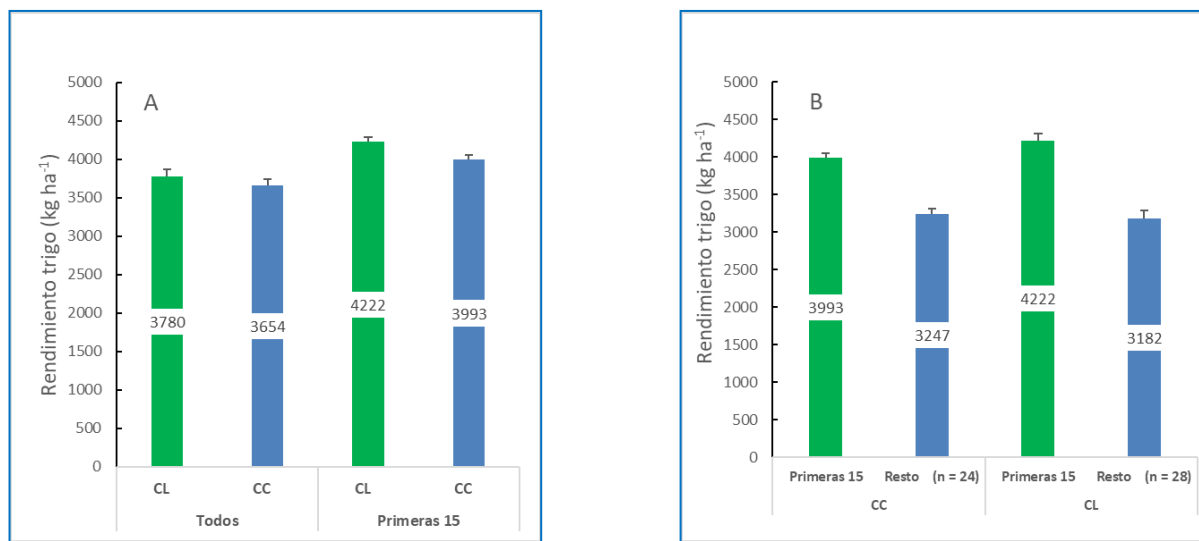 A
Rendimiento trigo (kg ha⁻¹)
5000
4500
4000
3500
3000
2500
2000
1500
1000
500
0
3780
3654
4222
3993
CL
CC
CL
CC
Todos
Primeras 15
B
Rendimiento trigo (kg ha⁻¹)
5000
4500
4000
3500
3000
2500
2000
1500
1000
500
0
3993
3247
4222
3182
Primeras 15
Resto (n = 24)
Primeras 15
Resto (n = 28)
CC
CL